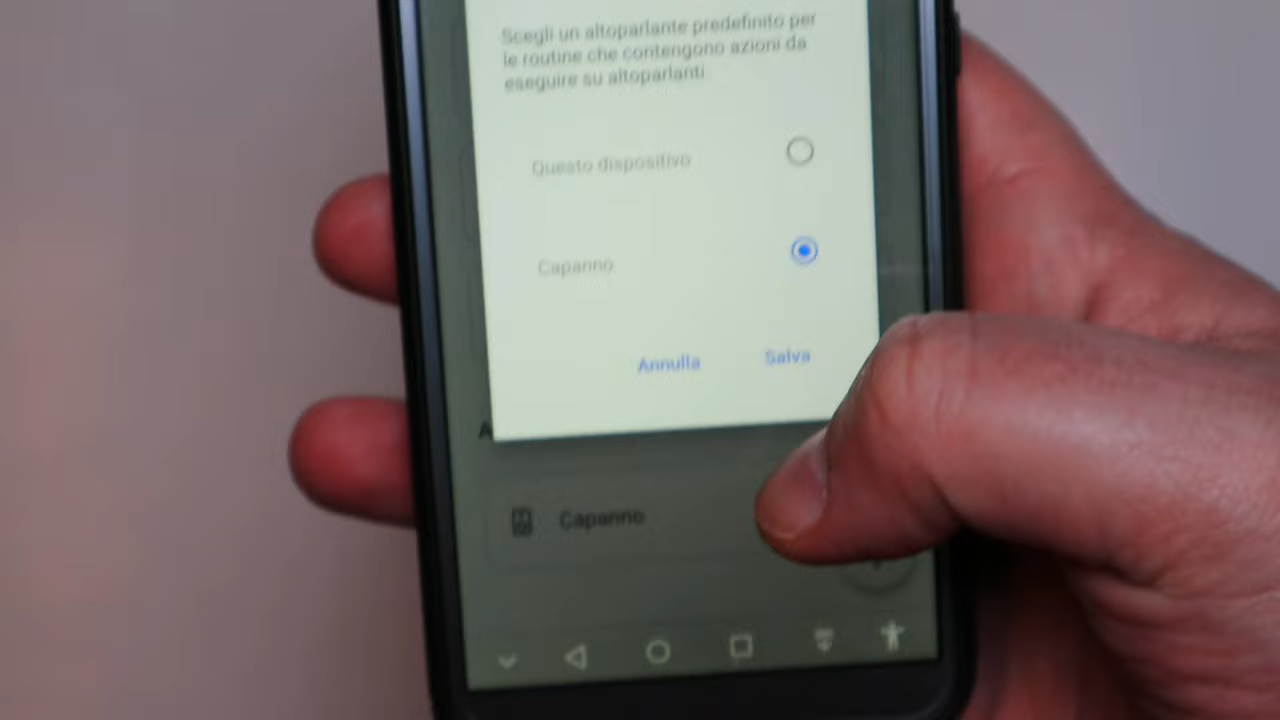 Scegli un altoparlante predefinito per
le routine che contengono azioni da
eseguire su altoparlanti.
Questo dispositivo
Capanno
Annulla Salva
A
Capanno